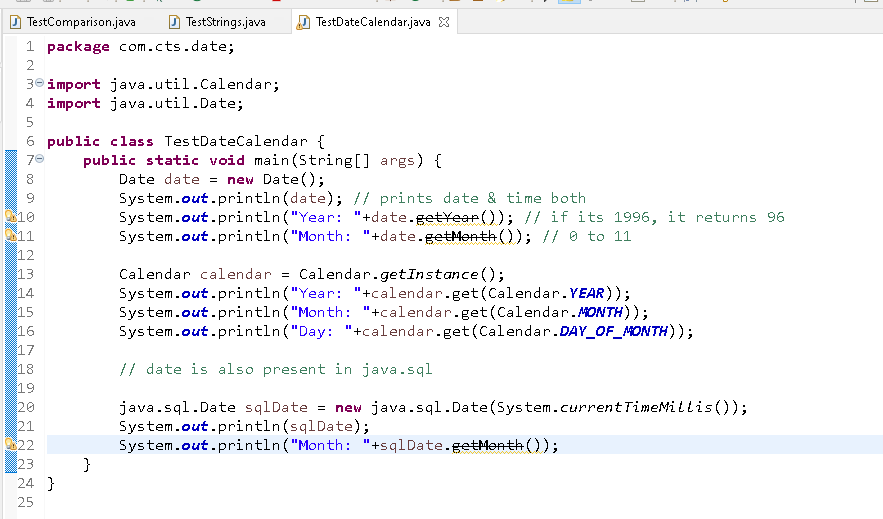 TestComparison.java TestStrings.java TestDateCalendar.java
1 package com.cts.date;
2
3 import java.util.Calendar;
4 import java.util.Date;
5
6 public class TestDateCalendar {
7 public static void main(String[] args) {
8 Date date = new Date();
9 System.out.println(date); // prints date & time both
10 System.out.println("Year: "+date.getYear()); // if its 1996, it returns 96
11 System.out.println("Month: "+date.getMonth()); // 0 to 11
12
13 Calendar calendar = Calendar.getInstance();
14 System.out.println("Year: "+calendar.get(Calendar.YEAR));
15 System.out.println("Month: "+calendar.get(Calendar.MONTH));
16 System.out.println("Day: "+calendar.get(Calendar.DAY_OF_MONTH));
17
18 // date is also present in java.sql
19
20 java.sql.Date sqlDate = new java.sql.Date(System.currentTimeMillis());
21 System.out.println(sqlDate);
22 System.out.println("Month: "+sqlDate.getMonth());
23 }
24 }
25